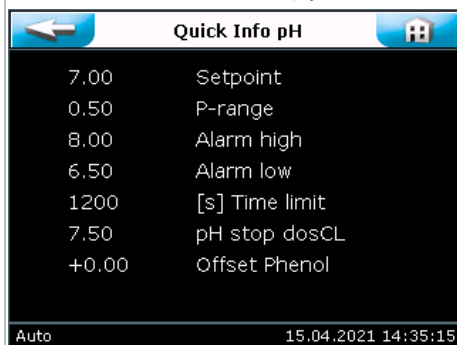 Quick Info pH
7.00 Setpoint
0.50 P-range
8.00 Alarm high
6.50 Alarm low
1200 [s] Time limit
7.50 pH stop dosCL
+0.00 Offset Phenol
Auto 15.04.2021 14:35:15